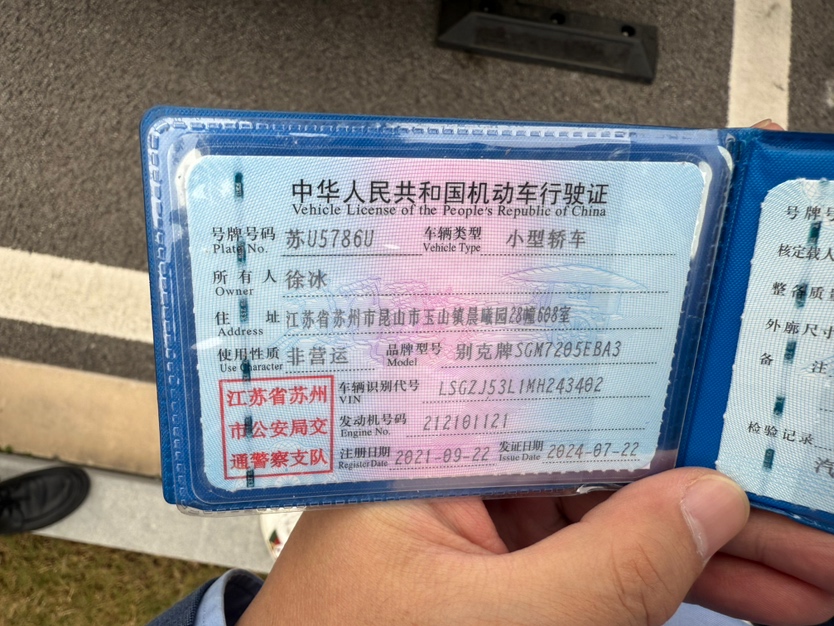 中华人民共和国机动车行驶证
Vehicle License of the People's Republic of China
号牌号码 苏U5786U 车辆类型 小型轿车
Plate No. Vehicle Type
所有人 徐冰
Owner
住址 江苏省苏州市昆山市玉山镇晨曦园28幢608室
Address
使用性质 非营运 品牌型号 别克牌SGM7205EBA3
Use Character Model
江苏省苏州
市公安局交
通警察支队
车辆识别代号 LSGZJ53L1MH243402
VIN
发动机号码 212101121
Engine No.
注册日期 2021-09-22 发证日期 2024-07-22
Register Date Issue Date
号牌号
核定载人
整备质
外廓尺寸
备 注
检验记录